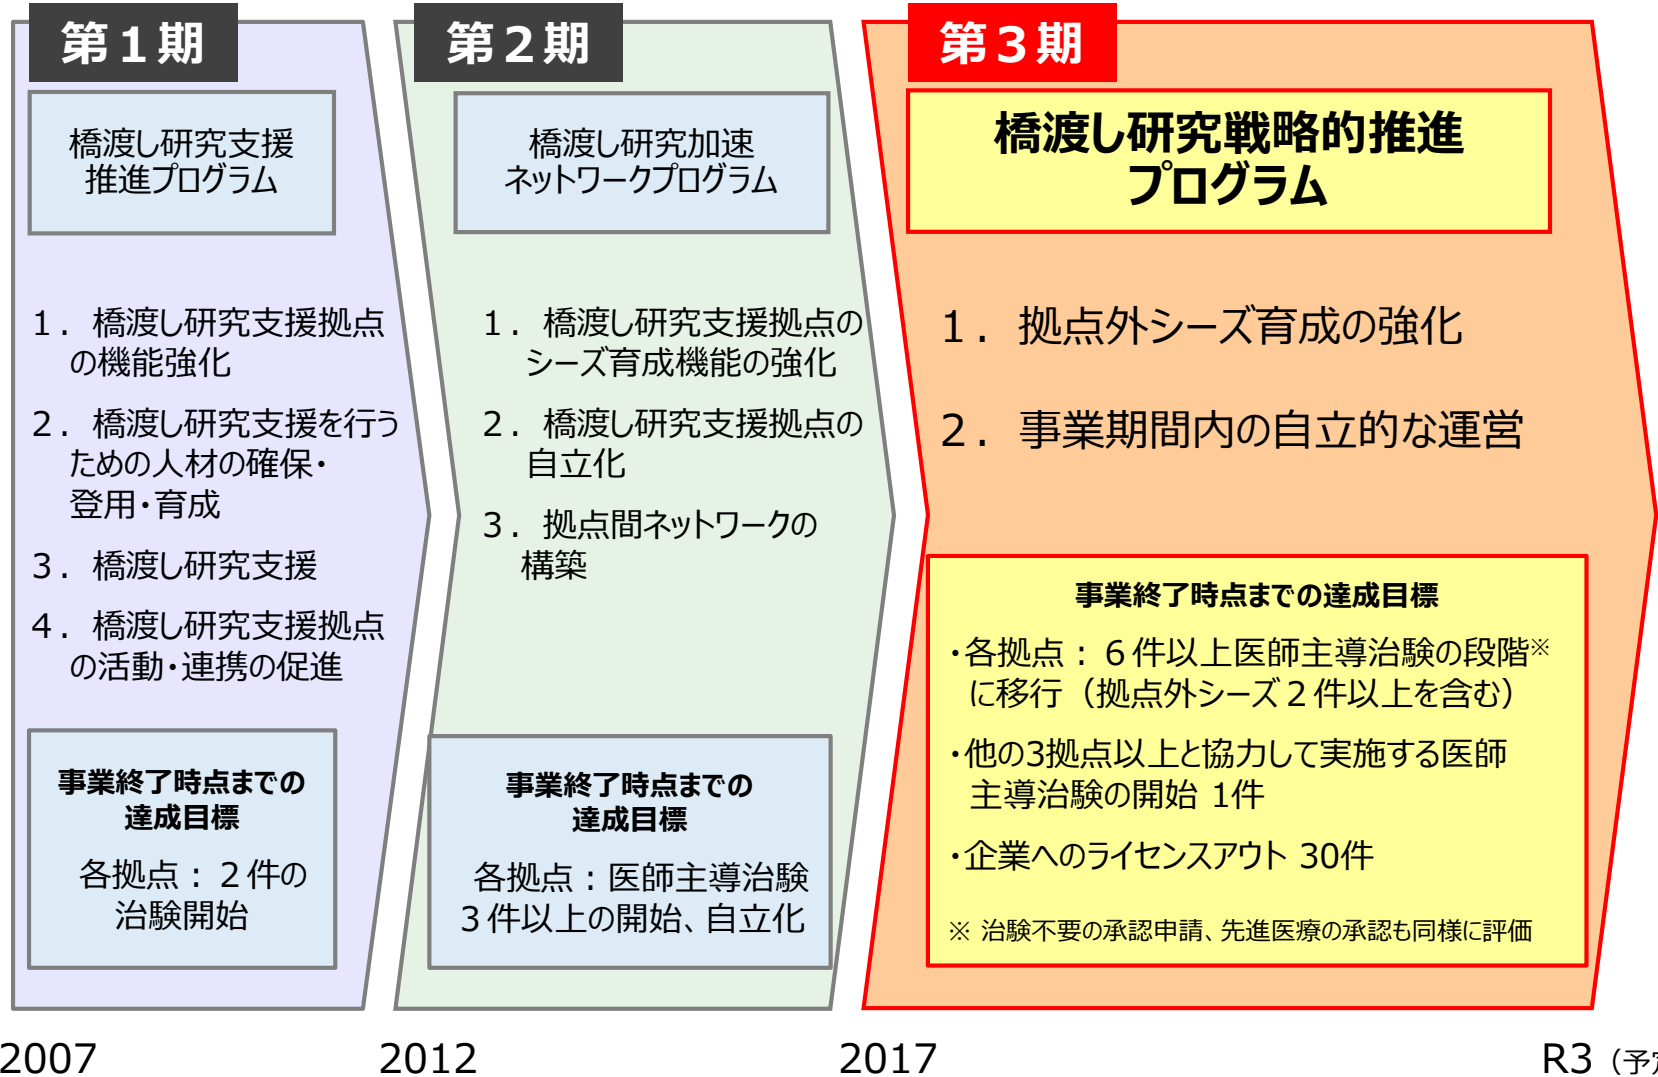 第１期
橋渡し研究支援
推進プログラム
１．橋渡し研究支援拠点
の機能強化
２．橋渡し研究支援を行う
ための人材の確保・
登用・育成
３．橋渡し研究支援
４．橋渡し研究支援拠点
の活動・連携の促進
事業終了時点までの
達成目標
各拠点：２件の
治験開始
第２期
橋渡し研究加速
ネットワークプログラム
１．橋渡し研究支援拠点の
シーズ育成機能の強化
２．橋渡し研究支援拠点の
自立化
３．拠点間ネットワークの
構築
事業終了時点までの
達成目標
各拠点：医師主導治験
３件以上の開始、自立化
第３期
橋渡し研究戦略的推進
プログラム
１．拠点外シーズ育成の強化
２．事業期間内の自立的な運営
事業終了時点までの達成目標
・各拠点：６件以上医師主導治験の段階※
に移行（拠点外シーズ２件以上を含む）
・他の3拠点以上と協力して実施する医師
主導治験の開始 1件
・企業へのライセンスアウト 30件
※ 治験不要の承認申請、先進医療の承認も同様に評価
2007
2012
2017
R3（予